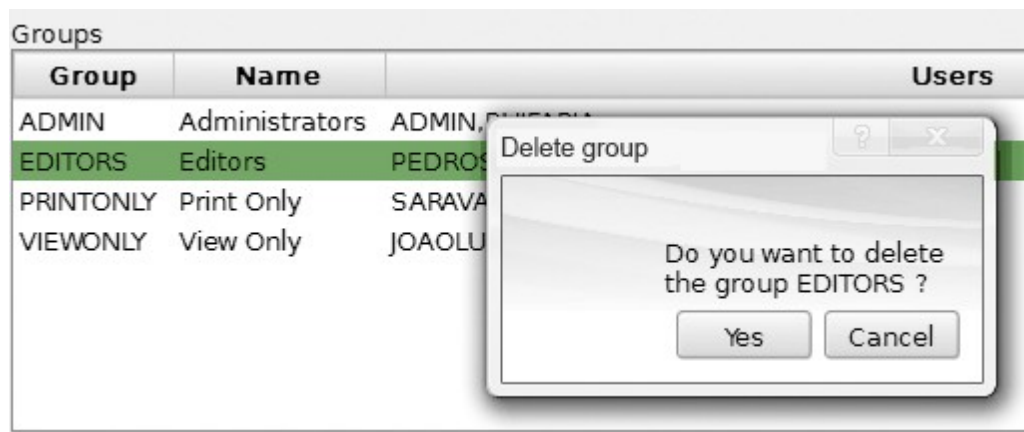 Groups
Group Name Users
ADMIN Administrators ADMIN,
EDITORS Editors
PRINTONLY Print Only
VIEWONLY View Only
Delete group
Do you want to delete
the group EDITORS ?
Yes Cancel